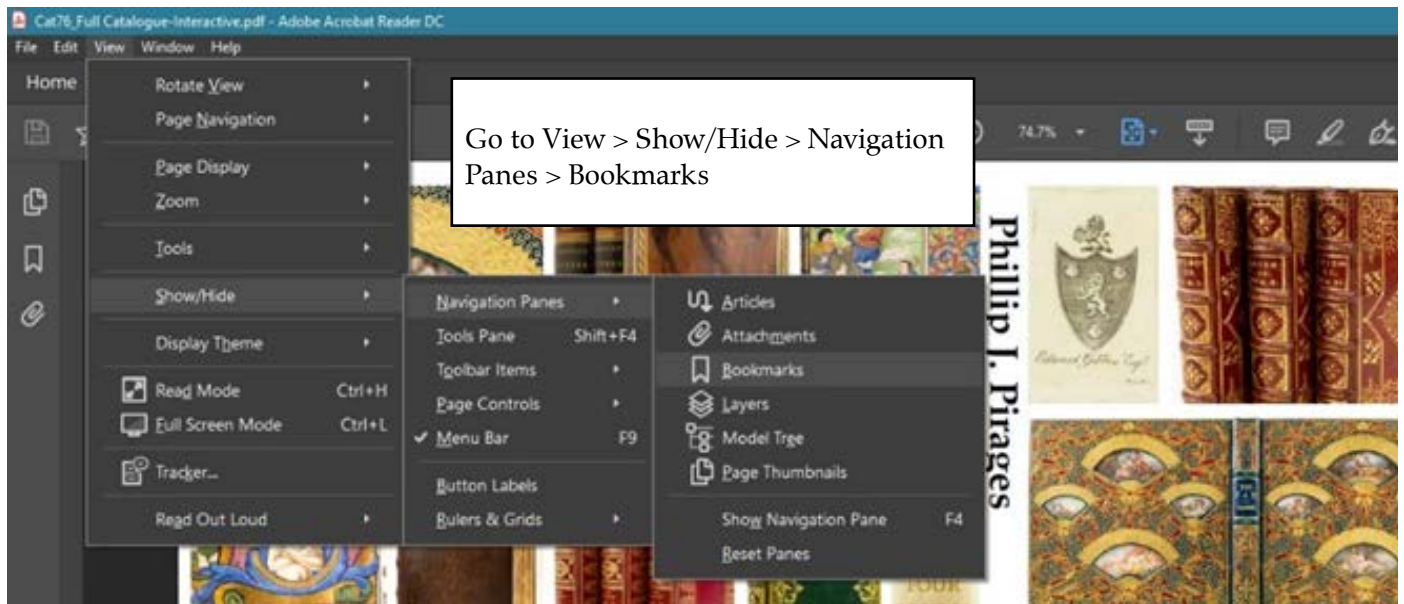 Cat76_Full Catalogue-Interactive.pdf - Adobe Acrobat Reader DC
File Edit View Window Help
Home
Rotate View
Page Navigation
Page Display
Zoom
Tools
Show/Hide
Display Theme
Read Mode Ctrl+H
Full Screen Mode Ctrl+L
Tracker...
Read Out Loud
Navigation Panes
Tools Pane Shift+F4
Toolbar Items
Page Controls
Menu Bar F9
Button Labels
Rulers & Grids
Articles
Attachments
Bookmarks
Layers
Model Tree
Page Thumbnails
Show Navigation Pane F4
Reset Panes
Go to View > Show/Hide > Navigation
Panes > Bookmarks
74.7%
Phillip J. Pirages